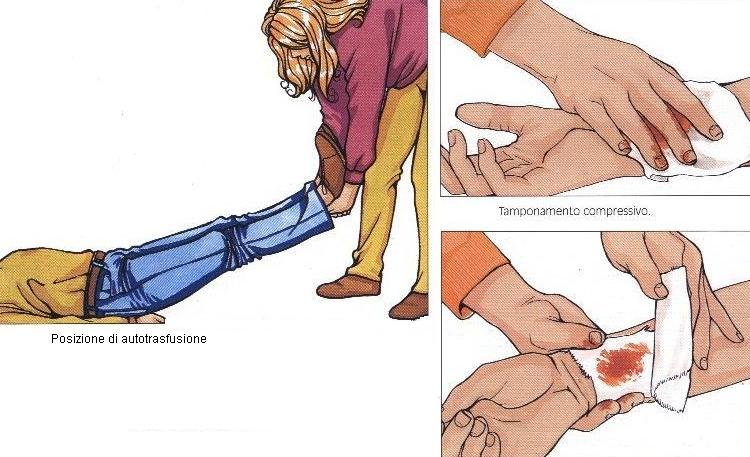 Tamponamento compressivo.
Posizione di autotrasfusione